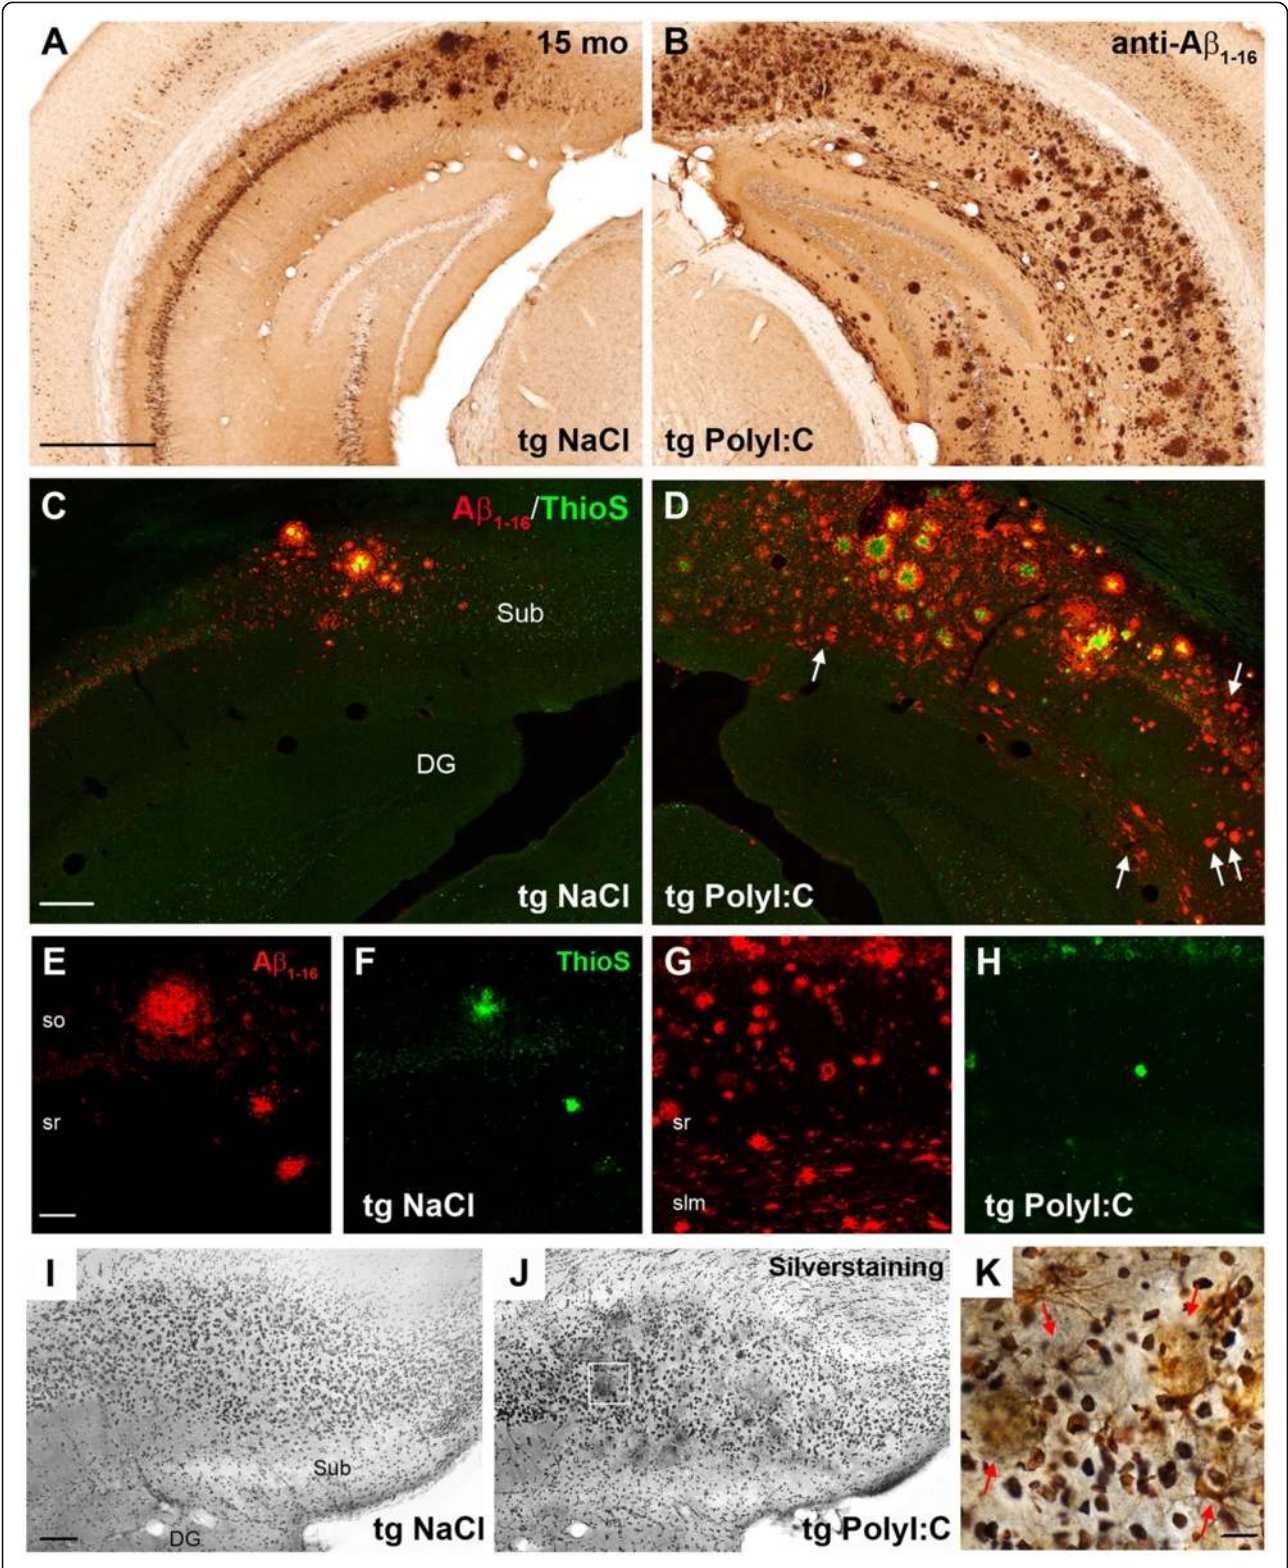 A 15 mo
tg NaCl
B anti-Aβ1-16
tg PolyI:C
C Aβ1-16/ThioS
Sub
DG
tg NaCl
D
tg PolyI:C
E Aβ1-16
so
sr
F ThioS
tg NaCl
G
sr
slm
H
tg PolyI:C
I
Sub
DG
tg NaCl
J Silverstaining
tg PolyI:C
K